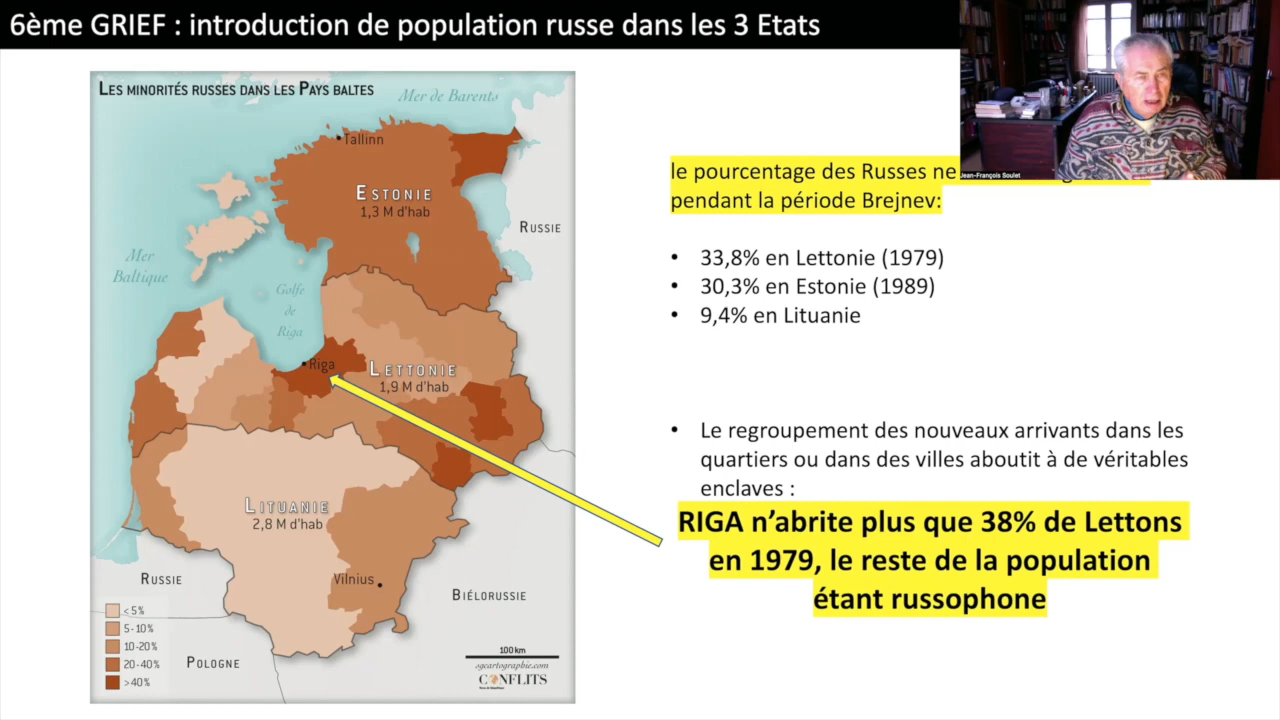 6ème GRIEF : introduction de population russe dans les 3 Etats
LES MINORITÉS RUSSES DANS LES PAYS BALTES
Mer de Barents
Tallinn
ESTONIE
1,3 M d'hab
RUSSIE
Mer
Baltique
Golfe
de
Riga
Riga
LETTONIE
1,9 M d'hab
LITUANIE
2,8 M d'hab
Vilnius
RUSSIE
BIÉLORUSSIE
POLOGNE
< 5%
5-10%
10-20%
20-40%
>40%
100 km
sgcartographie.com
CONFLITS
Jean-François Soulet
le pourcentage des Russes ne
pendant la période Brejnev:
• 33,8% en Lettonie (1979)
• 30,3% en Estonie (1989)
• 9,4% en Lituanie
• Le regroupement des nouveaux arrivants dans les
quartiers ou dans des villes aboutit à de véritables
enclaves :
RIGA n'abrite plus que 38% de Lettons
en 1979, le reste de la population
étant russophone